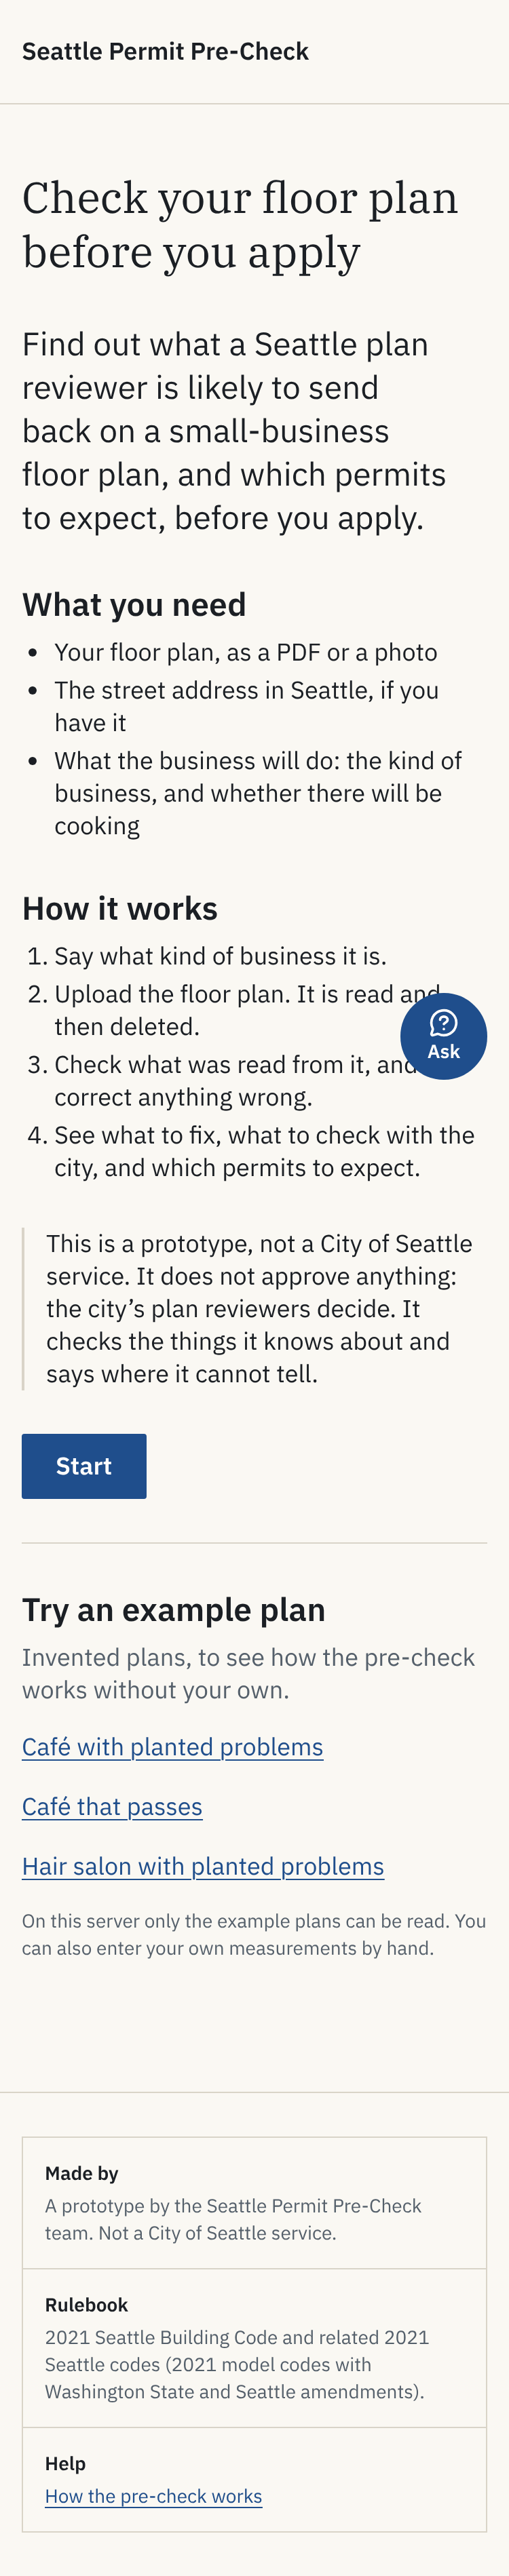 Seattle Permit Pre-Check
Check your floor plan
before you apply
Find out what a Seattle plan
reviewer is likely to send
back on a small-business
floor plan, and which permits
to expect, before you apply.
What you need
• Your floor plan, as a PDF or a photo
• The street address in Seattle, if you
have it
• What the business will do: the kind of
business, and whether there will be
cooking
How it works
1. Say what kind of business it is.
2. Upload the floor plan. It is read and
then deleted.
3. Check what was read from it, and
correct anything wrong.
4. See what to fix, what to check with the
city, and which permits to expect.
Ask
This is a prototype, not a City of Seattle
service. It does not approve anything:
the city’s plan reviewers decide. It
checks the things it knows about and
says where it cannot tell.
Start
Try an example plan
Invented plans, to see how the pre-check
works without your own.
Café with planted problems
Café that passes
Hair salon with planted problems
On this server only the example plans can be read. You
can also enter your own measurements by hand.
Made by
A prototype by the Seattle Permit Pre-Check
team. Not a City of Seattle service.
Rulebook
2021 Seattle Building Code and related 2021
Seattle codes (2021 model codes with
Washington State and Seattle amendments).
Help
How the pre-check works